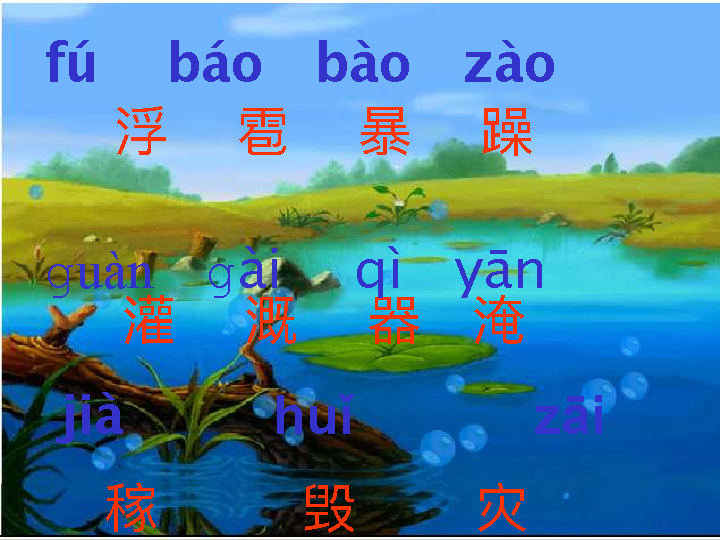 fú báo bào zào
浮 雹 暴 躁
guàn gài qì yān
灌 溉 器 淹
jià huǐ zāi
稼 毁 灾